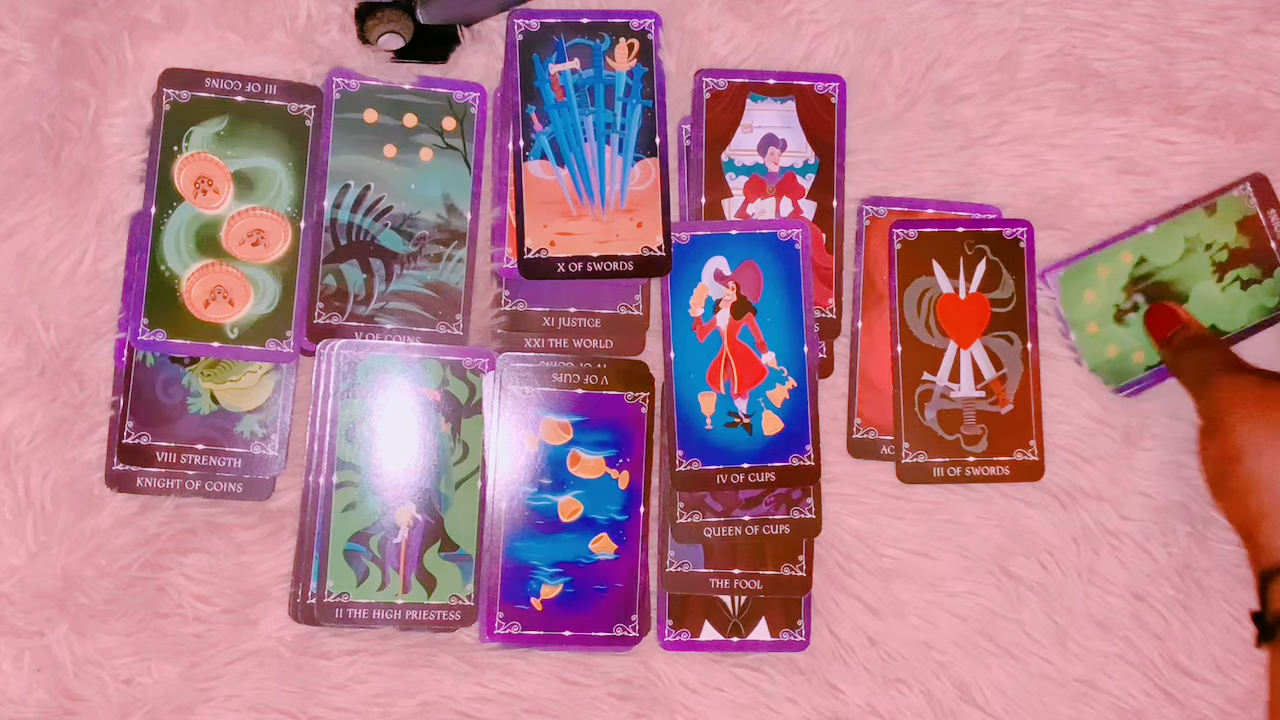 III OF COINS
V OF COINS
X OF SWORDS
XI JUSTICE
XXI THE WORLD
VIII STRENGTH
KNIGHT OF COINS
II THE HIGH PRIESTESS
V OF CUPS
IV OF CUPS
QUEEN OF CUPS
THE FOOL
AC
III OF SWORDS